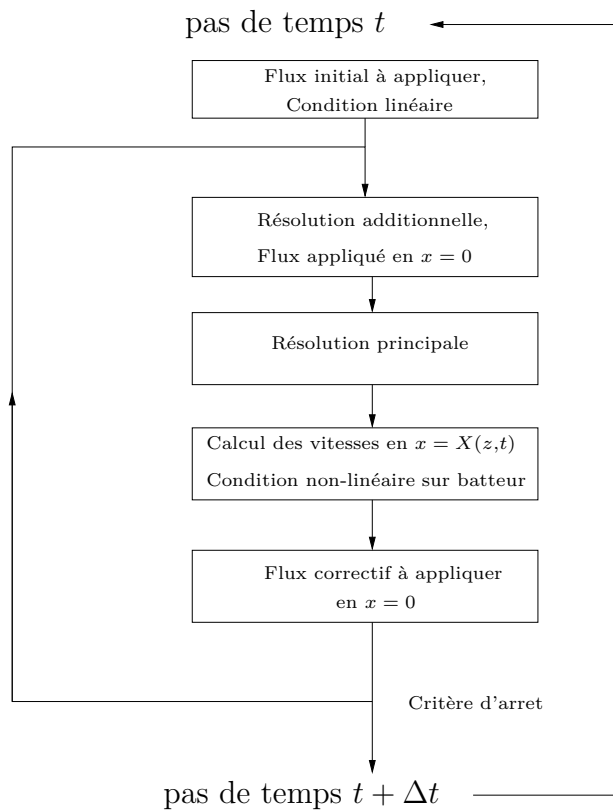 pas de temps t
Flux initial à appliquer,
Condition linéaire
Résolution additionnelle,
Flux appliqué en x = 0
Résolution principale
Calcul des vitesses en x = X(z,t)
Condition non-linéaire sur batteur
Flux correctif à appliquer
en x = 0
Critère d'arret
pas de temps t + Δt